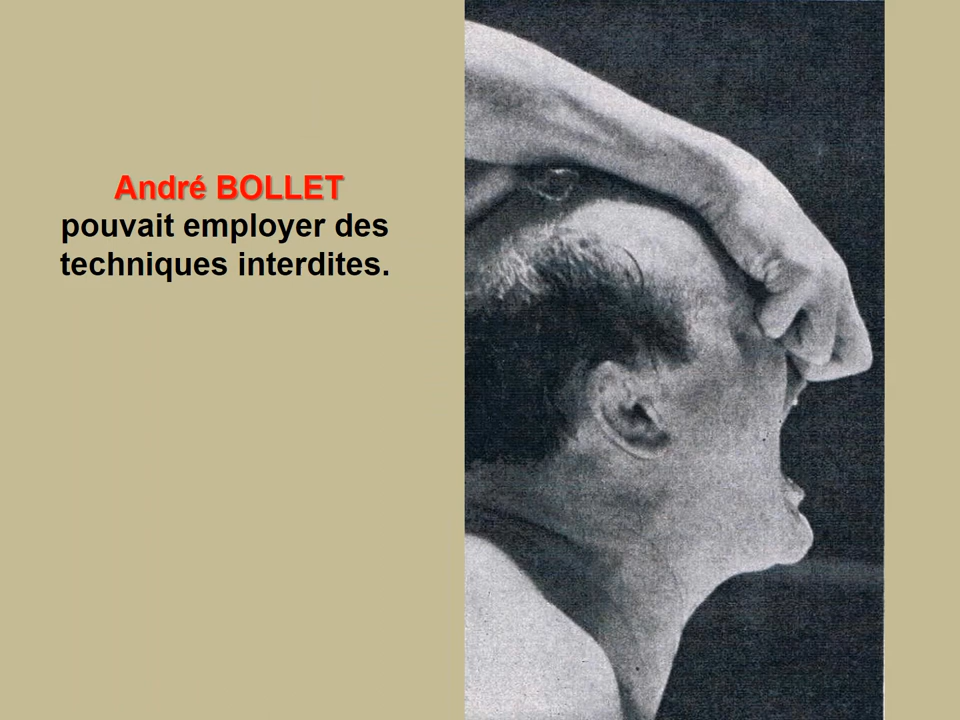 André BOLLET
pouvait employer des
techniques interdites.